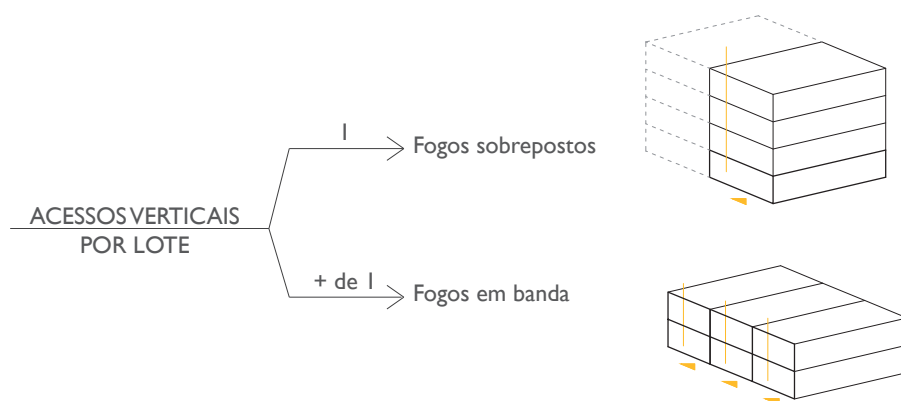 1
Fogos sobrepostos
ACESSOS VERTICAIS
POR LOTE
+ de 1
Fogos em banda